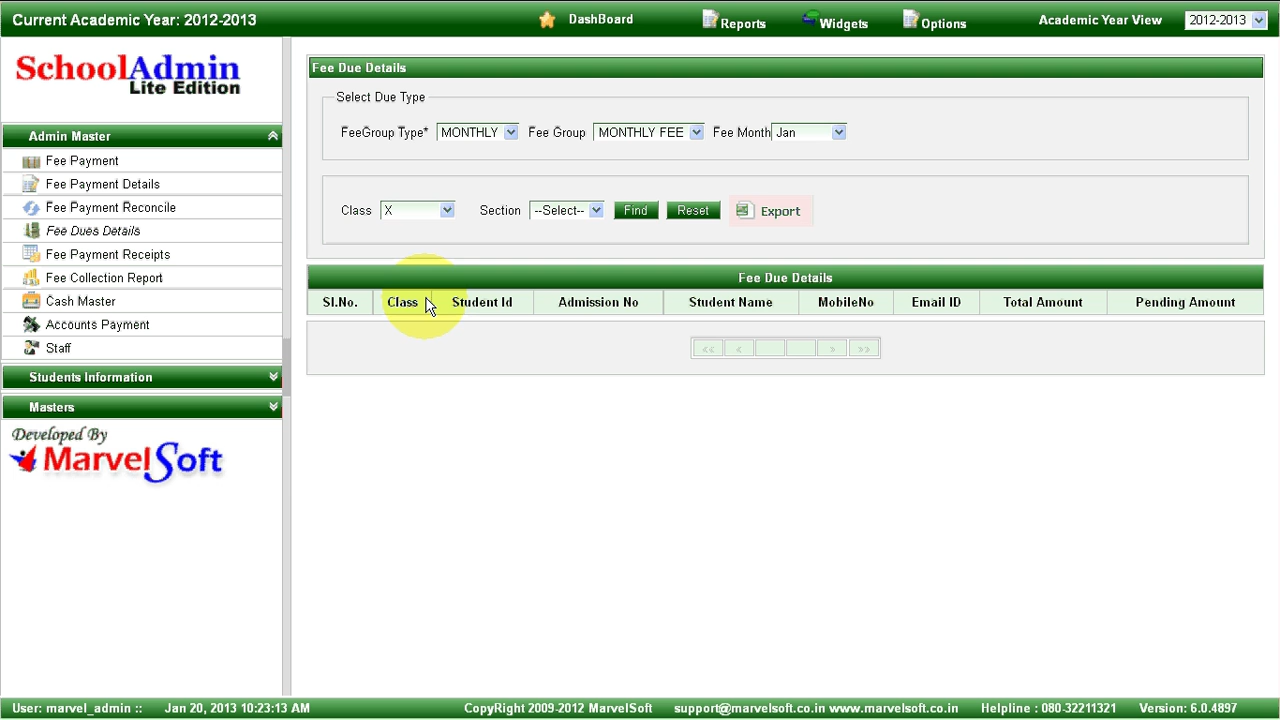 Current Academic Year: 2012-2013 DashBoard Reports Widgets Options Academic Year View 2012-2013
SchoolAdmin
Lite Edition
Admin Master
Fee Payment
Fee Payment Details
Fee Payment Reconcile
Fee Dues Details
Fee Payment Receipts
Fee Collection Report
Cash Master
Accounts Payment
Staff
Students Information
Masters
Developed By
MarvelSoft
Fee Due Details
Select Due Type
FeeGroup Type* MONTHLY Fee Group MONTHLY FEE Fee Month Jan
Class X Section --Select-- Find Reset Export
Fee Due Details
Sl.No. Class Student Id Admission No Student Name MobileNo Email ID Total Amount Pending Amount
<< < > >>
User: marvel_admin :: Jan 20, 2013 10:23:13 AM CopyRight 2009-2012 MarvelSoft support@marvelsoft.co.in www.marvelsoft.co.in Helpline : 080-32211321 Version: 6.0.4897